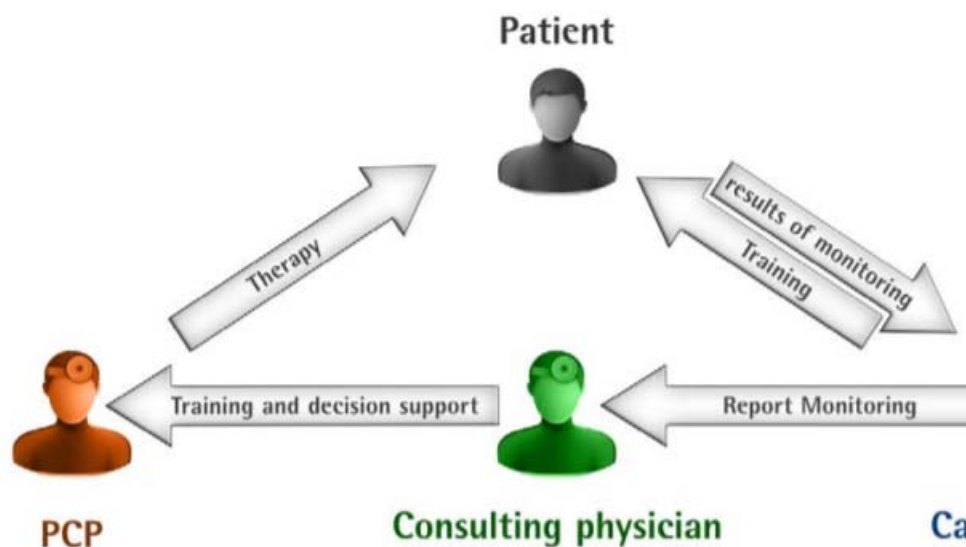 Patient
results of monitoring
Training
Therapy
Training and decision support
Report Monitoring
PCP
Consulting physician